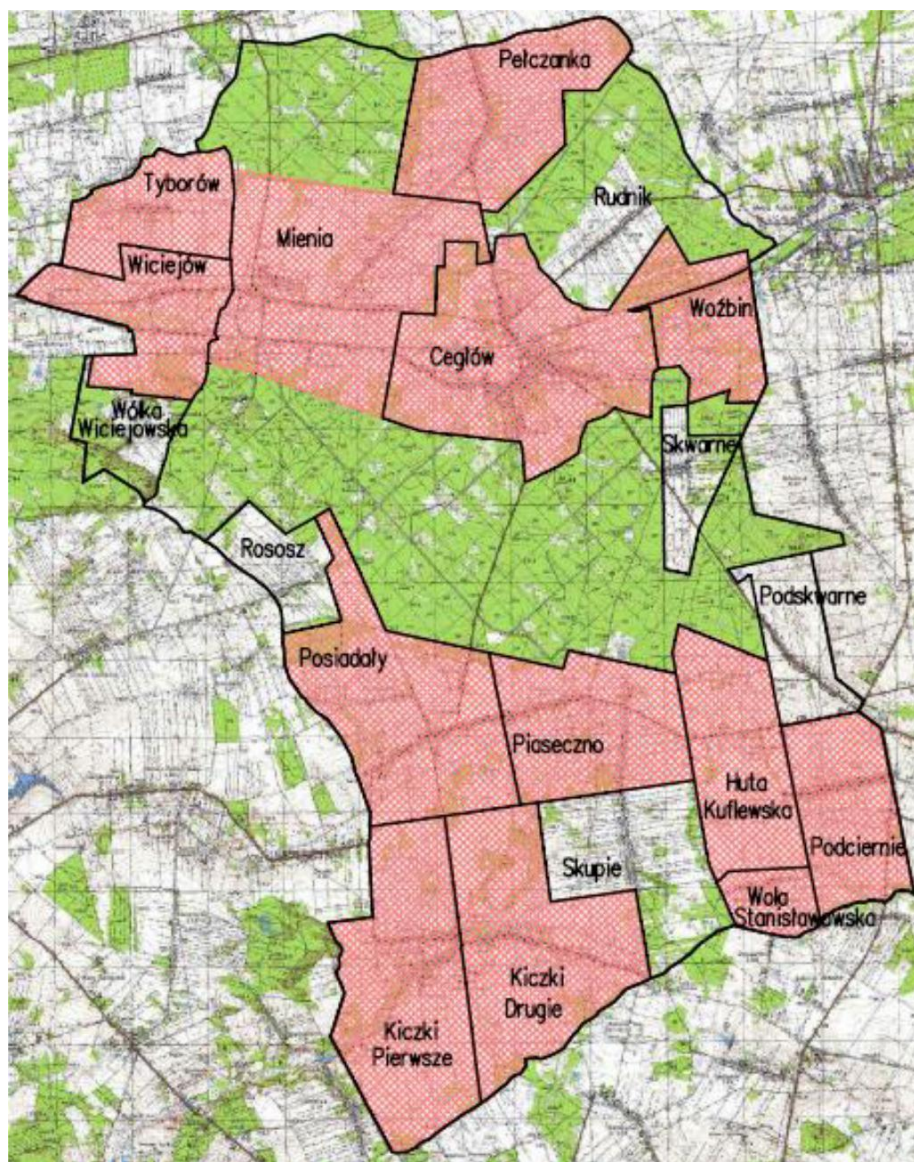 Pełczanka
Tyborów
Rudnik
Mienia
Wiciejów
Woźbin
Cegłów
Wólka
Wiciejowska
Skwarne
Rososz
Podskwarne
Posiadały
Piaseczno
Huta
Kuflewska
Podciernie
Skupie
Wola
Stanisławowska
Kiczki
Drugie
Kiczki
Pierwsze